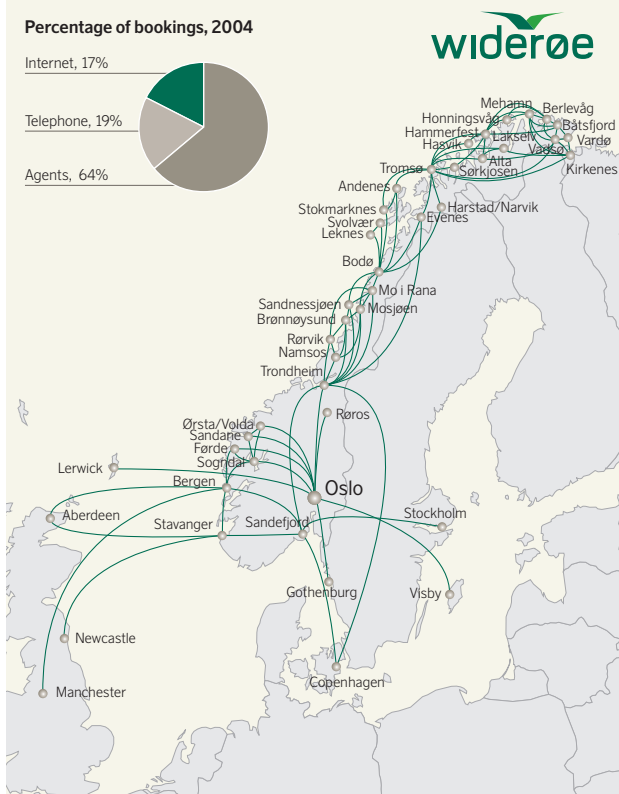 Percentage of bookings, 2004
widerøe
Internet, 17%
Telephone, 19%
Agents, 64%
Mehamn
Berlevåg
Honningsvåg
Båtsfjord
Hammerfest
Lakselv
Vardø
Hasvik
Vadsø
Alta
Tromsø
Sørkjosen
Kirkenes
Andenes
Harstad/Narvik
Stokmarknes
Evenes
Svolvær
Leknes
Bodø
Mo i Rana
Sandnessjøen
Mosjøen
Brønnøysund
Rørvik
Namsos
Trondheim
Røros
Ørsta/Volda
Sandane
Førde
Sogndal
Lerwick
Bergen
Oslo
Aberdeen
Stavanger
Sandefjord
Stockholm
Gothenburg
Visby
Newcastle
Copenhagen
Manchester